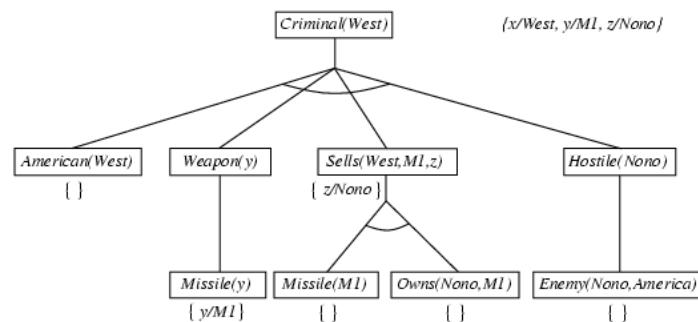 Criminal(West) {x/West, y/M1, z/Nono}
American(West) Weapon(y) Sells(West,M1,z) Hostile(Nono)
{ } { z/Nono }
Missile(y) Missile(M1) Owns(Nono,M1) Enemy(Nono,America)
{ y/M1} { } { } { }